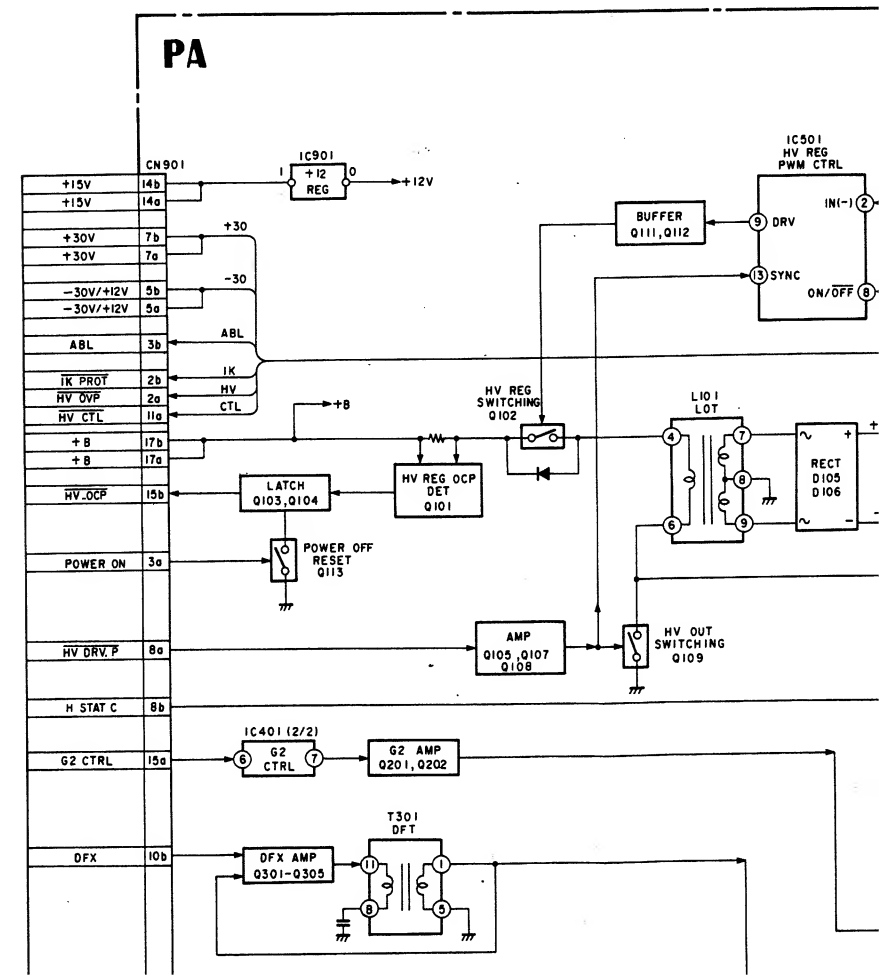 PA
CN901
+15V 14b
+15V 14a
+30V 7b
+30V 7a
-30V/+12V 5b
-30V/+12V 5a
ABL 3b
IK PROT 2b
HV OVP 2a
HV CTL 11a
+B 17b
+B 17a
HV_OCP 15b
POWER ON 3a
HV DRV.P 8a
H STAT C 8b
G2 CTRL 15a
DFX 10b
IC901
I +12 O
REG
+12V
+30
-30
ABL
IK
HV
CTL
+B
IC501
HV REG
PWM CTRL
IN(-) 2
9 DRV
13 SYNC
ON/OFF 8
BUFFER
Q111,Q112
HV REG
SWITCHING
Q102
HV REG OCP
DET
Q101
LATCH
Q103,Q104
POWER OFF
RESET
Q113
L101
LOT
4 7
8
6 9
RECT
D105
D106
~ +
~ -
+
-
AMP
Q105,Q107
Q108
HV OUT
SWITCHING
Q109
IC401(2/2)
6 G2 7
CTRL
G2 AMP
Q201,Q202
T301
DFT
11 1
8 5
DFX AMP
Q301-Q305